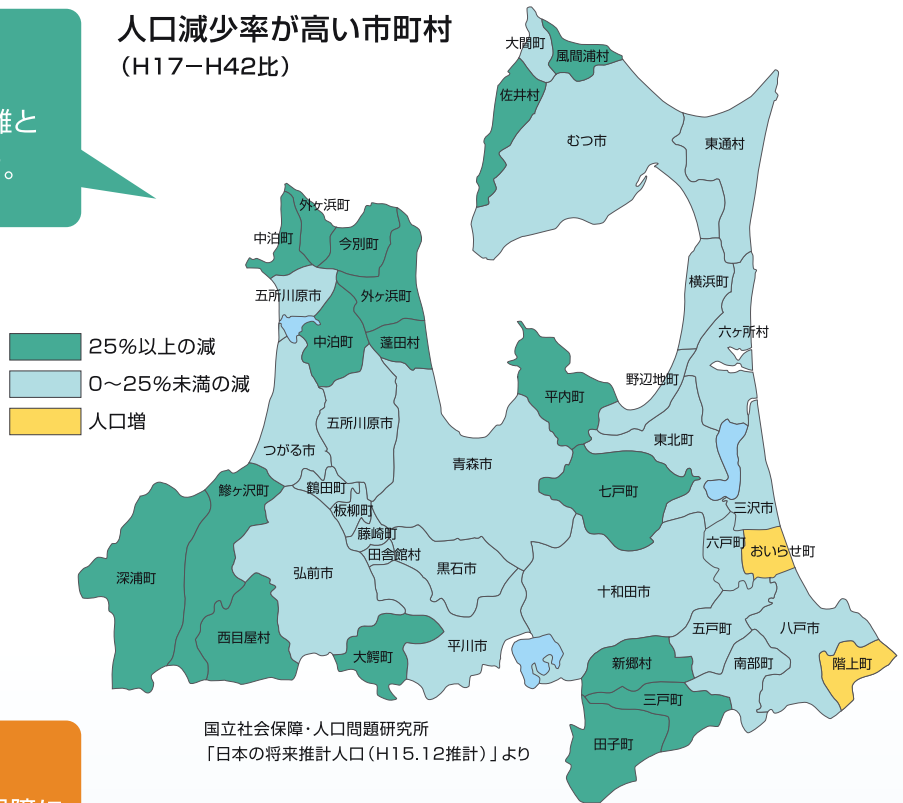 人口減少率が高い市町村
（H17−H42比）
難と
。
大間町
風間浦村
佐井村
むつ市
東通村
外ヶ浜町
中泊町
今別町
五所川原市
外ヶ浜町
横浜町
中泊町
蓬田村
六ヶ所村
25％以上の減
0〜25％未満の減
人口増
野辺地町
平内町
五所川原市
東北町
つがる市
青森市
鰺ヶ沢町
鶴田町
七戸町
板柳町
三沢市
藤崎町
田舎館村
六戸町
おいらせ町
黒石市
弘前市
深浦町
十和田市
西目屋村
五戸町
八戸市
平川市
大鰐町
新郷村
南部町
階上町
三戸町
田子町
国立社会保障・人口問題研究所
「日本の将来推計人口（H15.12推計）」より